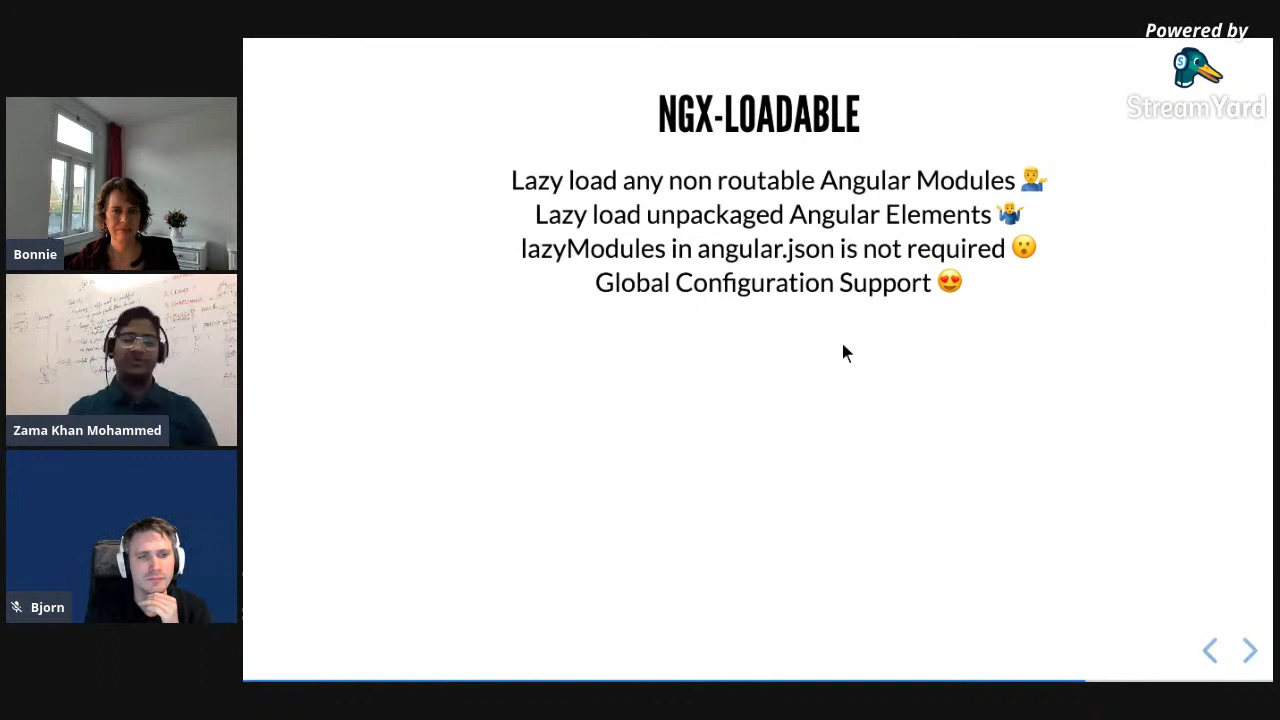 Powered by
StreamYard
NGX-LOADABLE
Lazy load any non routable Angular Modules 💁‍♂️
Lazy load unpackaged Angular Elements 🤷‍♂️
lazyModules in angular.json is not required 😮
Global Configuration Support 😍
Bonnie
Zama Khan Mohammed
Bjorn